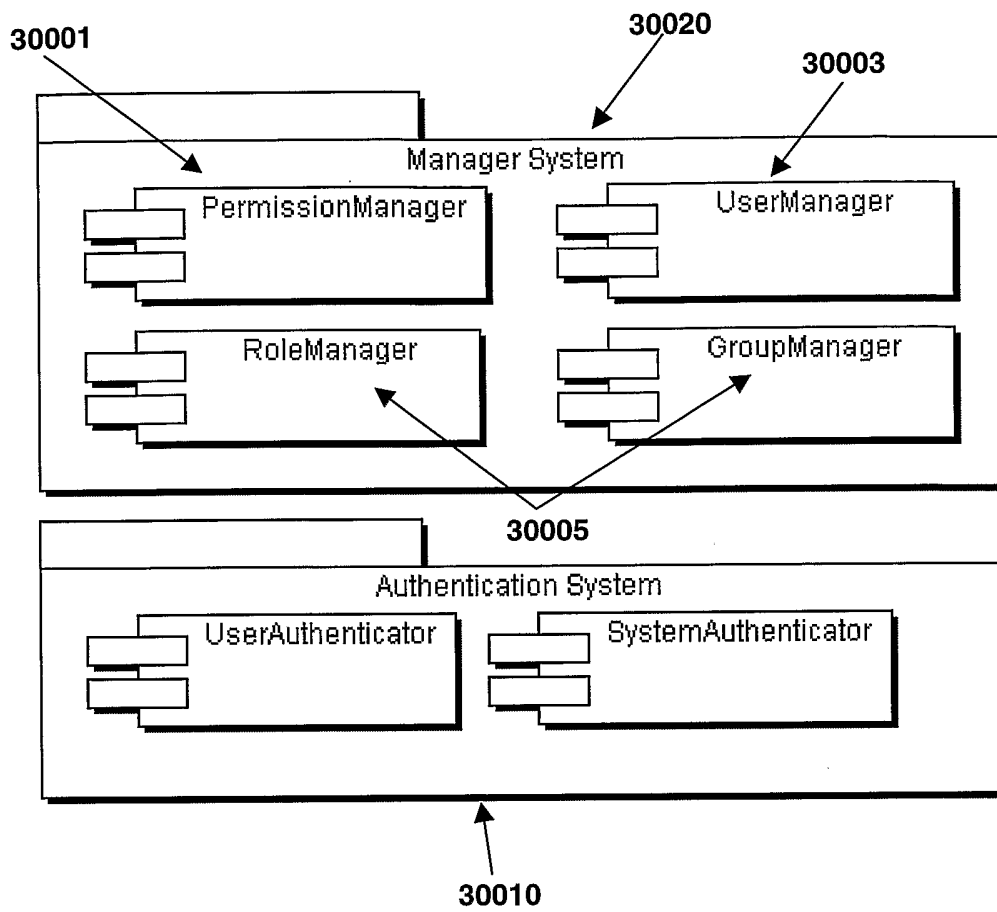 30001
30020
30003
Manager System
PermissionManager
UserManager
RoleManager
GroupManager
30005
Authentication System
UserAuthenticator
SystemAuthenticator
30010